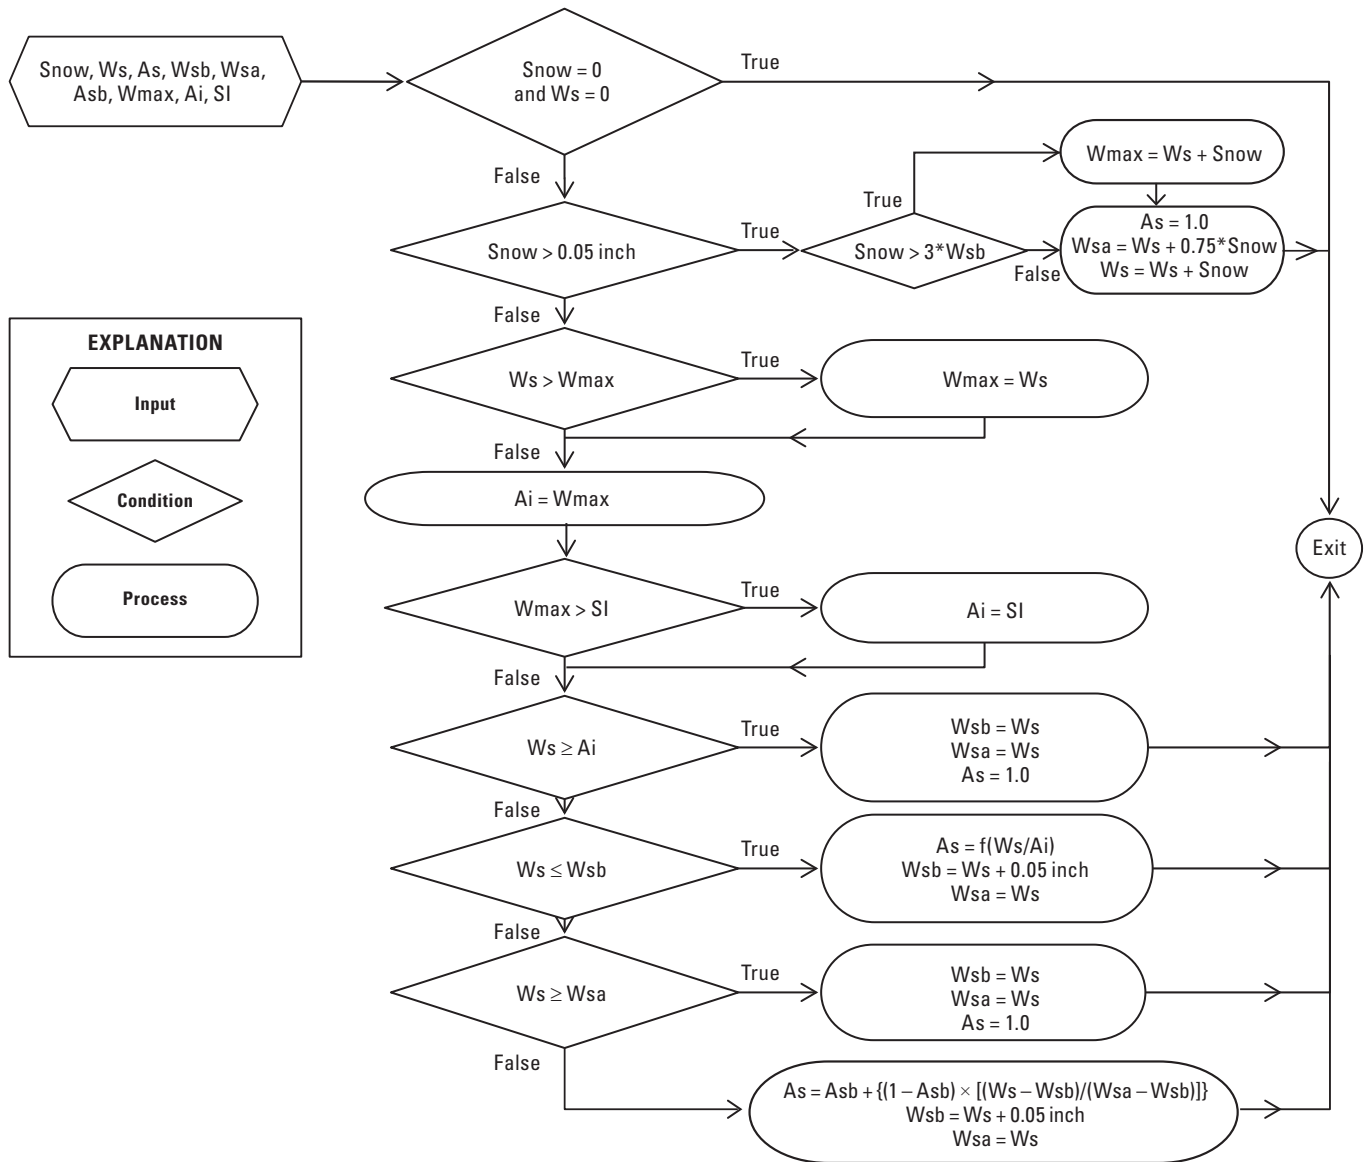 Snow, Ws, As, Wsb, Wsa,
Asb, Wmax, Ai, SI
Snow = 0
and Ws = 0
True
False
Snow > 0.05 inch
True
Snow > 3*Wsb
True
Wmax = Ws + Snow
False
As = 1.0
Wsa = Ws + 0.75*Snow
Ws = Ws + Snow
False
Ws > Wmax
True
Wmax = Ws
False
Ai = Wmax
Wmax > SI
True
Ai = SI
False
Ws ≥ Ai
True
Wsb = Ws
Wsa = Ws
As = 1.0
False
Ws ≤ Wsb
True
As = f(Ws/Ai)
Wsb = Ws + 0.05 inch
Wsa = Ws
False
Ws ≥ Wsa
True
Wsb = Ws
Wsa = Ws
As = 1.0
False
As = Asb + {(1 – Asb) × [(Ws – Wsb)/(Wsa – Wsb)]}
Wsb = Ws + 0.05 inch
Wsa = Ws
Exit
EXPLANATION
Input
Condition
Process